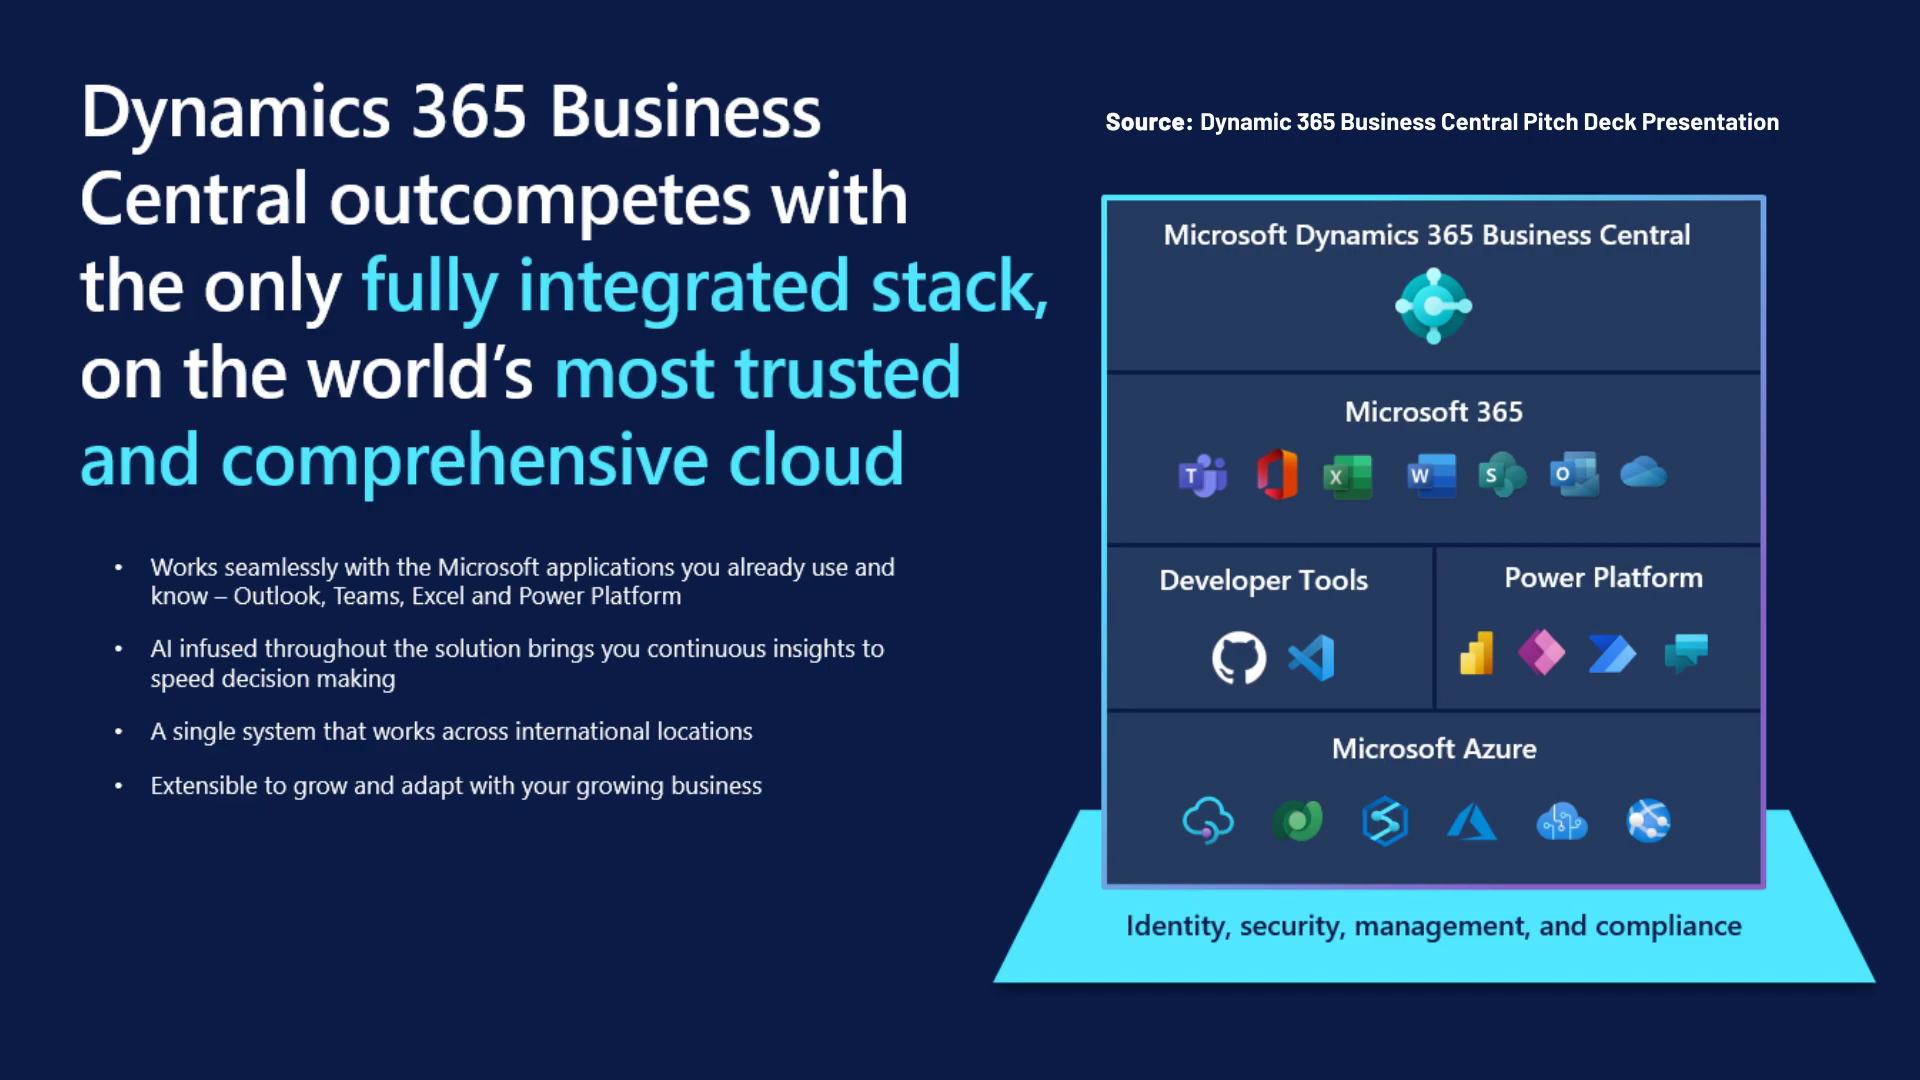 Dynamics 365 Business
Central outcompetes with
the only fully integrated stack,
on the world’s most trusted
and comprehensive cloud
• Works seamlessly with the Microsoft applications you already use and
know – Outlook, Teams, Excel and Power Platform
• AI infused throughout the solution brings you continuous insights to
speed decision making
• A single system that works across international locations
• Extensible to grow and adapt with your growing business
Source: Dynamic 365 Business Central Pitch Deck Presentation
Microsoft Dynamics 365 Business Central
Microsoft 365
T X W S O
Developer Tools
Power Platform
Microsoft Azure
Identity, security, management, and compliance